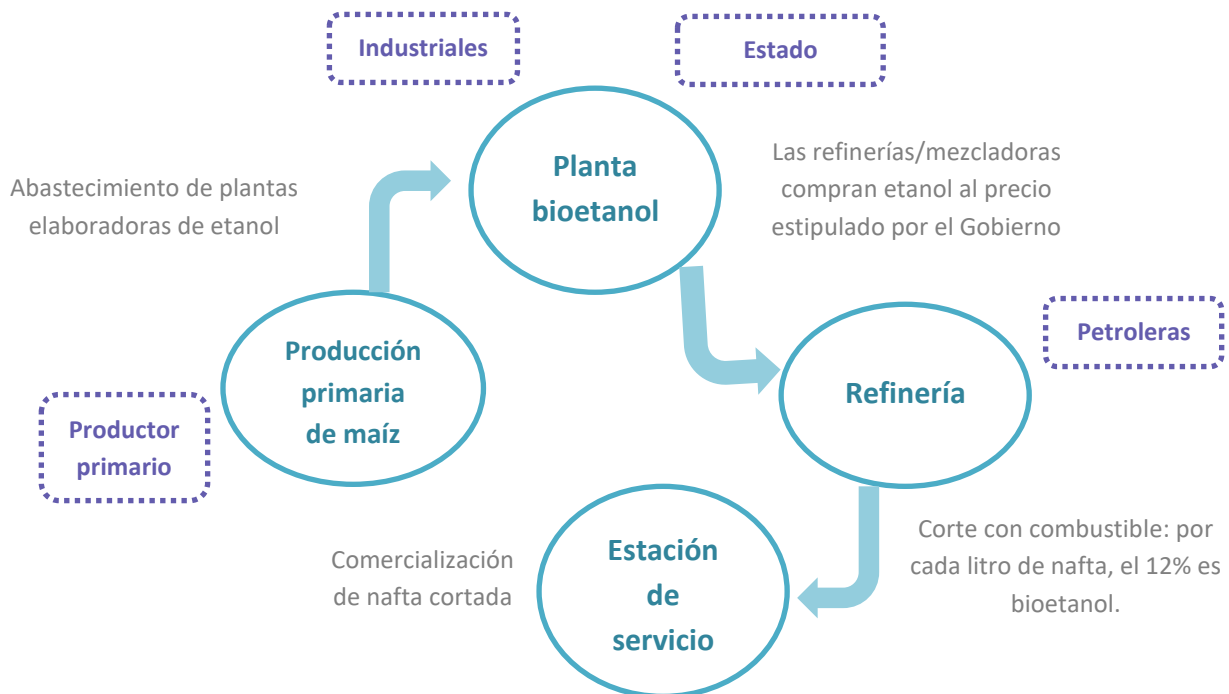 Industriales
Estado
Planta
bioetanol
Las refinerías/mezcladoras
compran etanol al precio
estipulado por el Gobierno
Abastecimiento de plantas
elaboradoras de etanol
Producción
primaria
de maíz
Productor
primario
Petroleras
Refinería
Corte con combustible: por
cada litro de nafta, el 12% es
bioetanol.
Estación
de
servicio
Comercialización
de nafta cortada